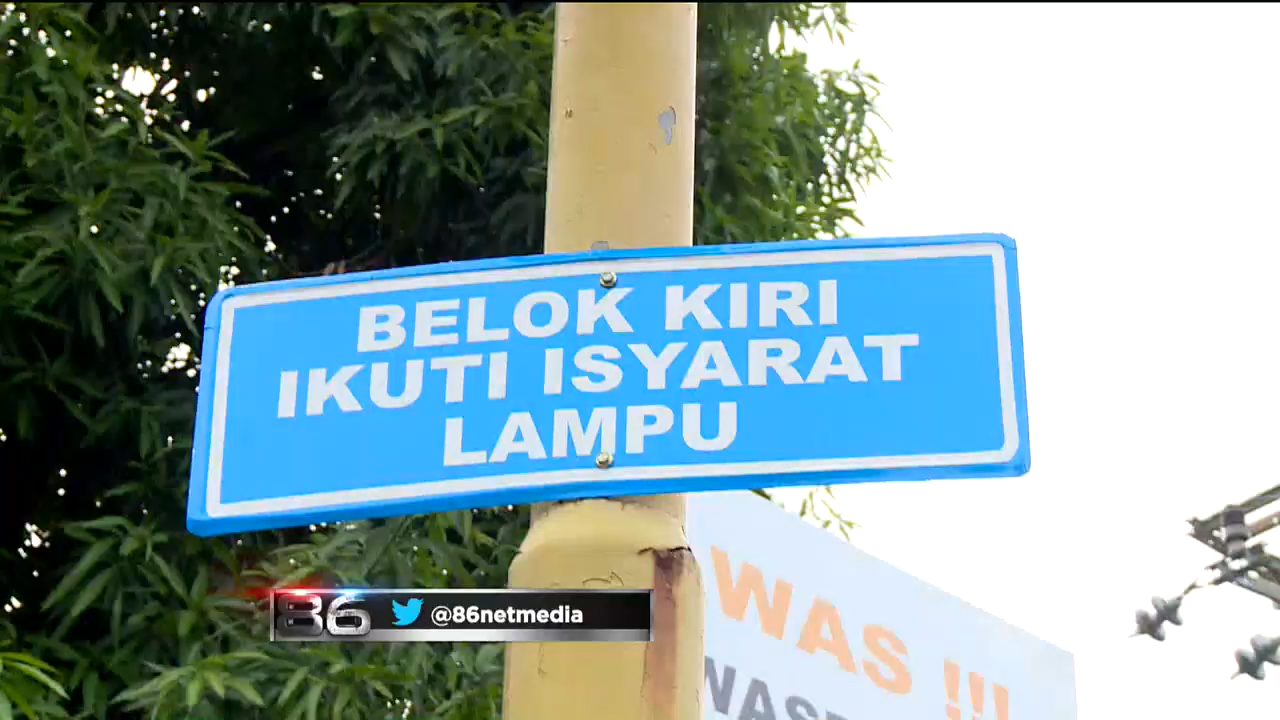 BELOK KIRI
IKUTI ISYARAT
LAMPU
86 @86netmedia
WAS !!!